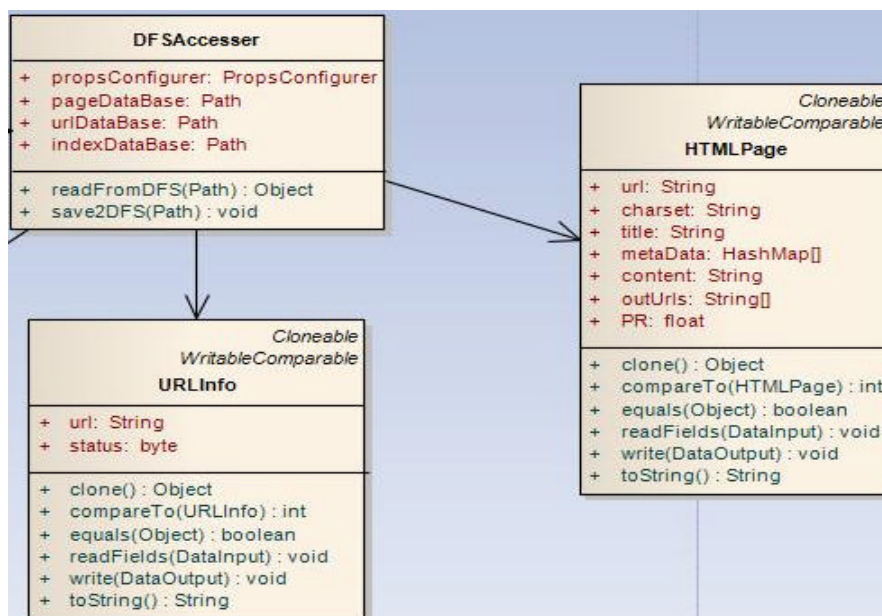 DFSAccesser
+ propsConfigurer: PropsConfigurer
+ pageDataBase: Path
+ urlDataBase: Path
+ indexDataBase: Path
+ readFromDFS(Path) : Object
+ save2DFS(Path) : void
Cloneable
WritableComparable
HTMLPage
+ url: String
+ charset: String
+ title: String
+ metaData: HashMap[]
+ content: String
+ outUrls: String[]
+ PR: float
+ clone() : Object
+ compareTo(HTMLPage) : int
+ equals(Object) : boolean
+ readFields(DataInput) : void
+ write(DataOutput) : void
+ toString() : String
Cloneable
WritableComparable
URLInfo
+ url: String
+ status: byte
+ clone() : Object
+ compareTo(URLInfo) : int
+ equals(Object) : boolean
+ readFields(DataInput) : void
+ write(DataOutput) : void
+ toString() : String